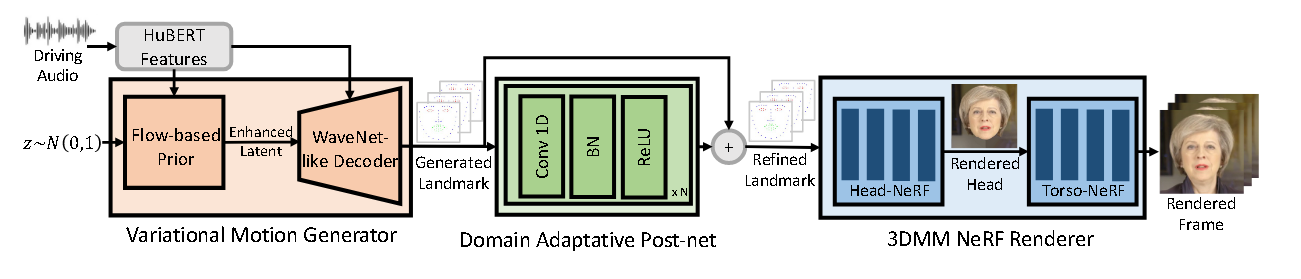 Driving
Audio
HuBERT
Features
z~N(0,1)
Flow-based
Prior
Enhanced
Latent
WaveNet-
like Decoder
Variational Motion Generator
Generated
Landmark
Conv 1D
BN
ReLU
x N
Domain Adaptative Post-net
+
Refined
Landmark
Head-NeRF
Rendered
Head
Torso-NeRF
3DMM NeRF Renderer
Rendered
Frame